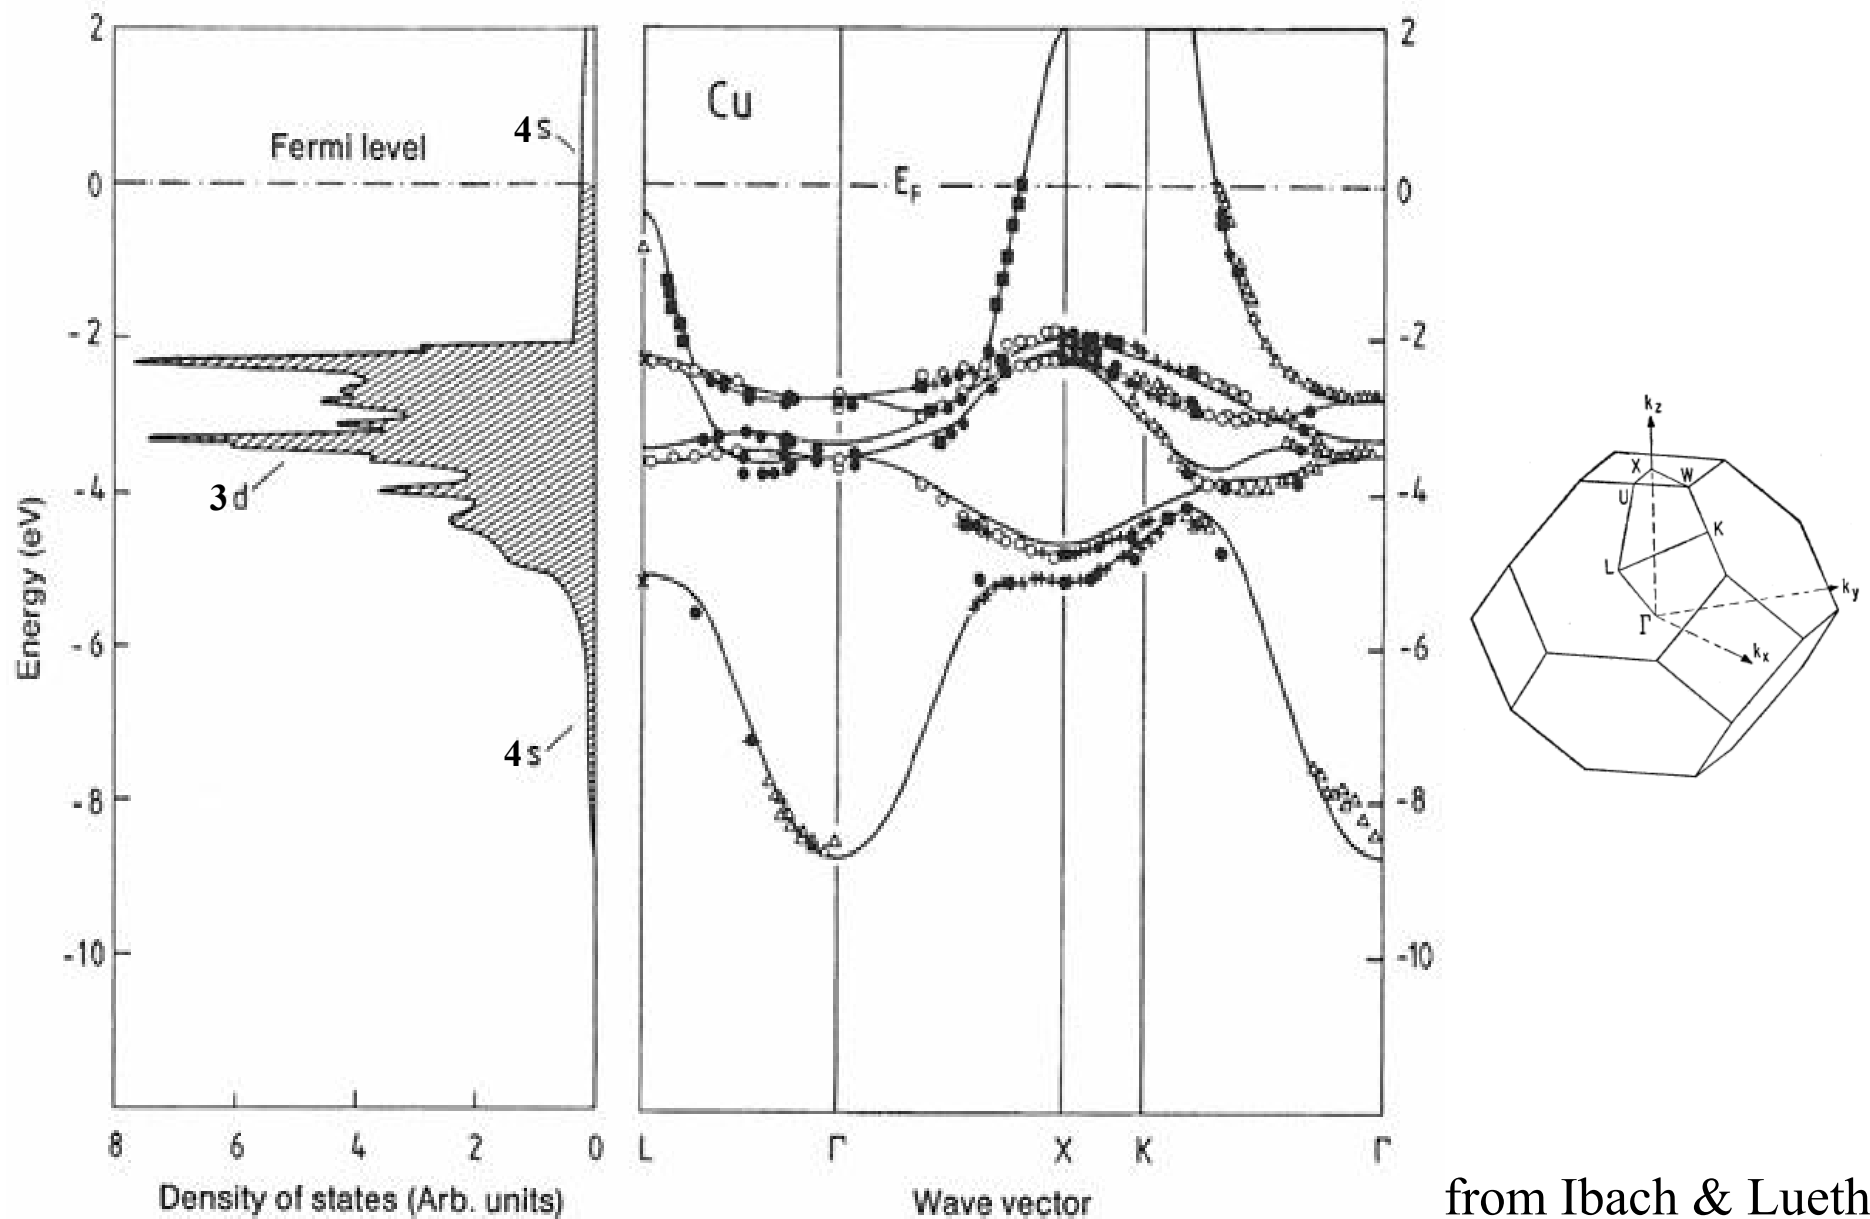 2
0
-2
-4
-6
-8
-10
Energy (eV)
Fermi level
4s
3d
4s
8 6 4 2 0
Density of states (Arb. units)
Cu
E_F
2
0
-2
-4
-6
-8
-10
L Γ X K Γ
Wave vector
k_z
X
W
U
K
L
Γ
k_y
k_x
from Ibach & Lueth